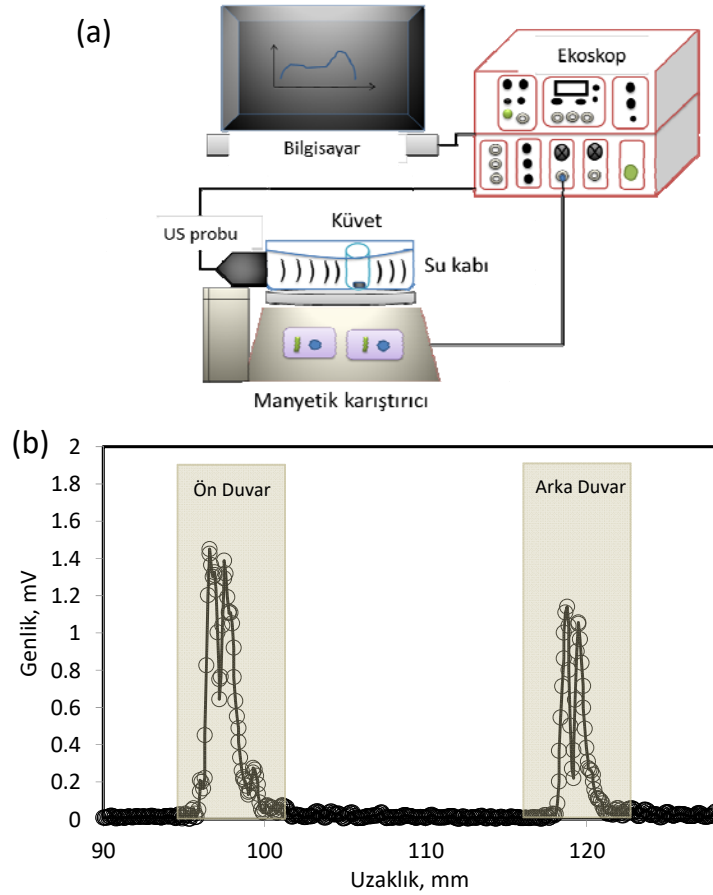 (a)
Ekoskop
Bilgisayar
US probu
Küvet
Su kabı
Manyetik karıştırıcı
(b)
2
1.8
1.6
1.4
1.2
1
0.8
0.6
0.4
0.2
0
Genlik, mV
Ön Duvar
Arka Duvar
90
100
110
120
Uzaklık, mm